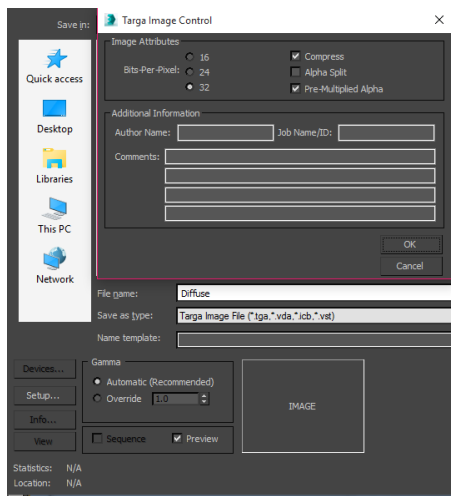 Save in:
Targa Image Control
Image Attributes
Bits-Per-Pixel:
16
24
32
Compress
Alpha Split
Pre-Multiplied Alpha
Additional Information
Author Name:
Job Name/ID:
Comments:
OK
Cancel
Quick access
Desktop
Libraries
This PC
Network
File name: Diffuse
Save as type: Targa Image File (*.tga,*.vda,*.icb,*.vst)
Name template:
Devices...
Setup...
Info...
View
Gamma
Automatic (Recommended)
Override 1.0
Sequence
Preview
IMAGE
Statistics: N/A
Location: N/A